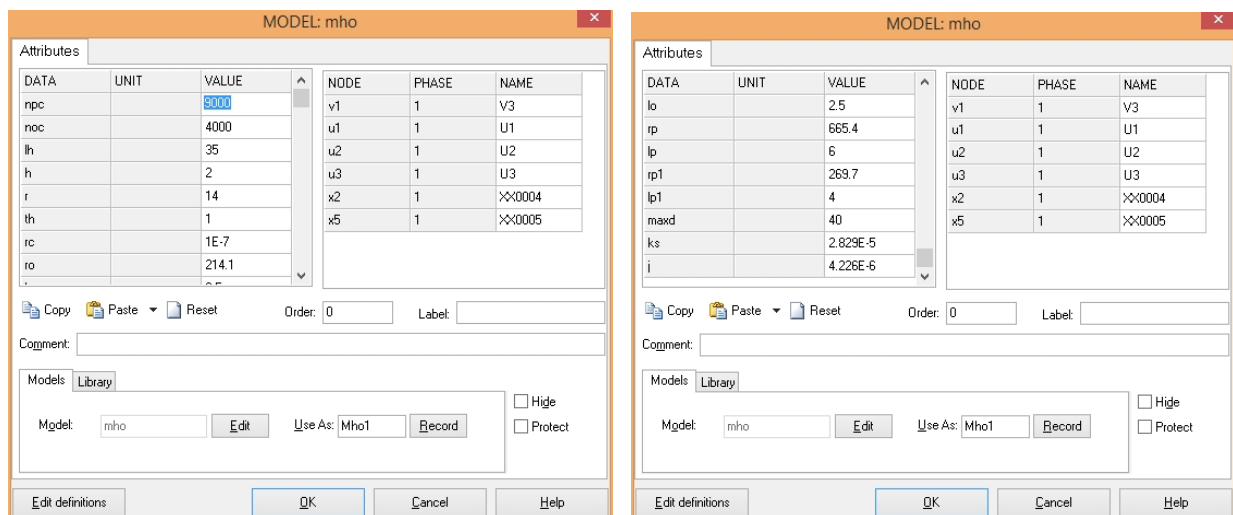 MODEL: mho
Attributes
DATA UNIT VALUE
npc 9000
noc 4000
lh 35
h 2
r 14
th 1
rc 1E-7
ro 214.1
NODE PHASE NAME
v1 1 V3
u1 1 U1
u2 1 U2
u3 1 U3
x2 1 XX0004
x5 1 XX0005
Copy Paste Reset Order: 0 Label:
Comment:
Models Library
Model: mho Edit Use As: Mho1 Record
Hide
Protect
Edit definitions OK Cancel Help
MODEL: mho
Attributes
DATA UNIT VALUE
lo 2.5
rp 665.4
lp 6
rp1 269.7
lp1 4
maxd 40
ks 2.829E-5
j 4.226E-6
NODE PHASE NAME
v1 1 V3
u1 1 U1
u2 1 U2
u3 1 U3
x2 1 XX0004
x5 1 XX0005
Copy Paste Reset Order: 0 Label:
Comment:
Models Library
Model: mho Edit Use As: Mho1 Record
Hide
Protect
Edit definitions OK Cancel Help